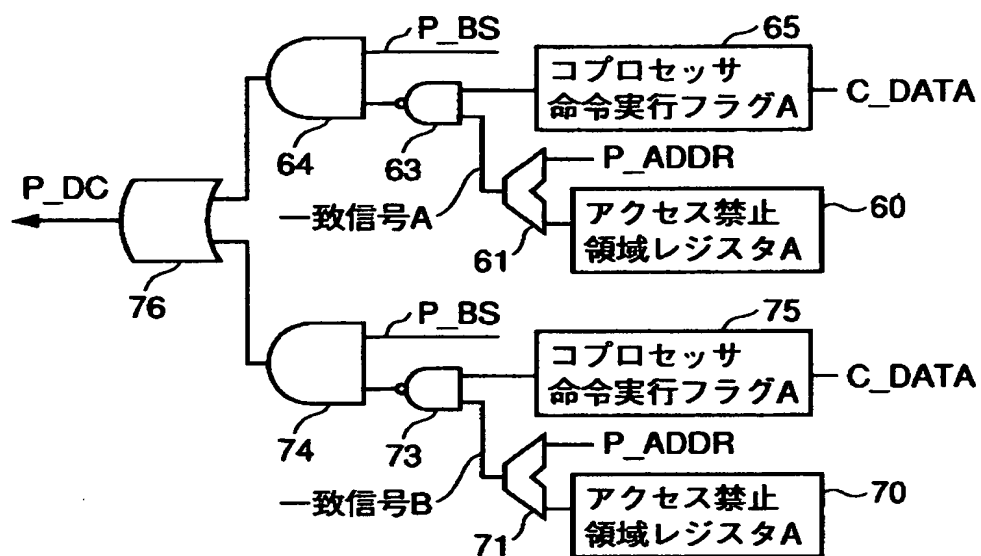 P_BS
65
コプロセッサ
命令実行フラグA
C_DATA
64
63
P_ADDR
P_DC
一致信号A
61
アクセス禁止
領域レジスタA
60
76
P_BS
75
コプロセッサ
命令実行フラグA
C_DATA
74
73
P_ADDR
一致信号B
71
アクセス禁止
領域レジスタA
70